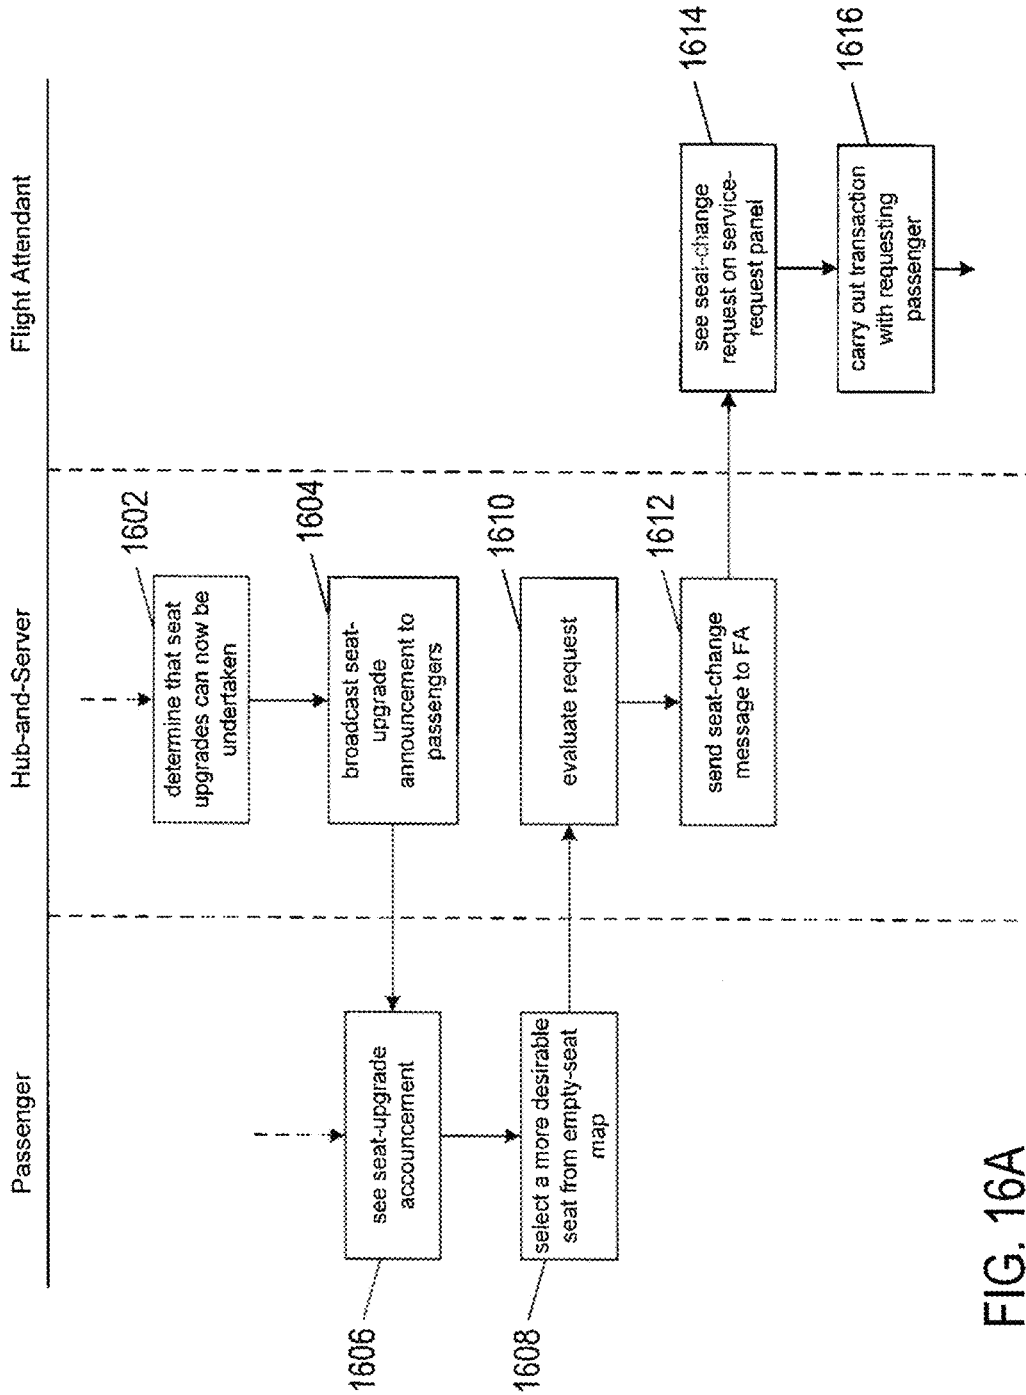 Passenger
Hub-and-Server
Flight Attendant
1602
determine that seat
upgrades can now be
undertaken
1604
broadcast seat-
upgrade
announcement to
passengers
1606
see seat-upgrade
accouncement
1608
select a more desirable
seat from empty-seat
map
1610
evaluate request
1612
send seat-change
message to FA
1614
see seat-change
request on service-
request panel
1616
carry out transaction
with requesting
passenger
FIG. 16A